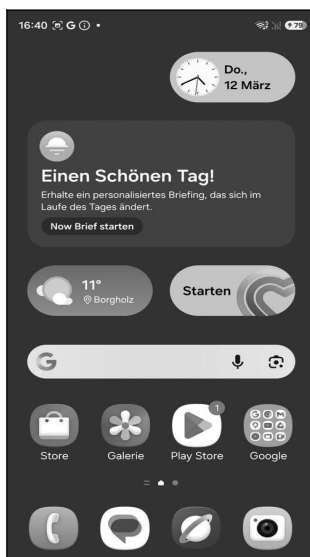 16:40 G
79
Do.,
12 März
Einen Schönen Tag!
Erhalte ein personalisiertes Briefing, das sich im
Laufe des Tages ändert.
Now Brief starten
11°
Borgholz
Starten
G
1
Store
Galerie
Play Store
Google